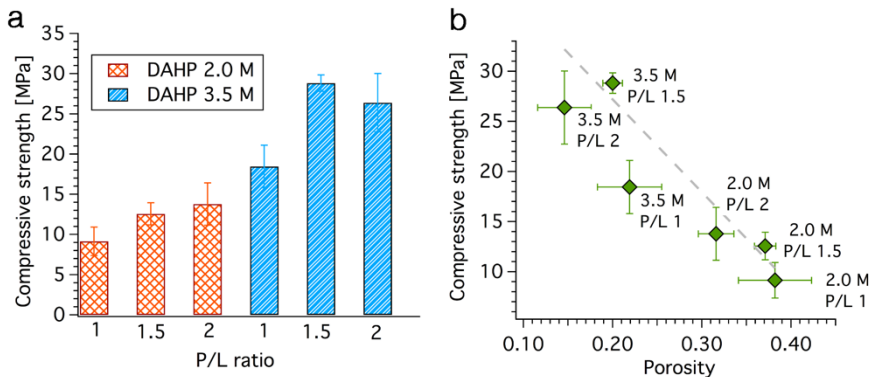 a
35
30
25
20
15
10
5
0
Compressive strength [MPa]
DAHP 2.0 M
DAHP 3.5 M
1
1.5
2
1
1.5
2
P/L ratio
b
30
25
20
15
10
Compressive strength [MPa]
3.5 M
P/L 1.5
3.5 M
P/L 2
3.5 M
P/L 1
2.0 M
P/L 2
2.0 M
P/L 1.5
2.0 M
P/L 1
0.10
0.20
0.30
0.40
Porosity